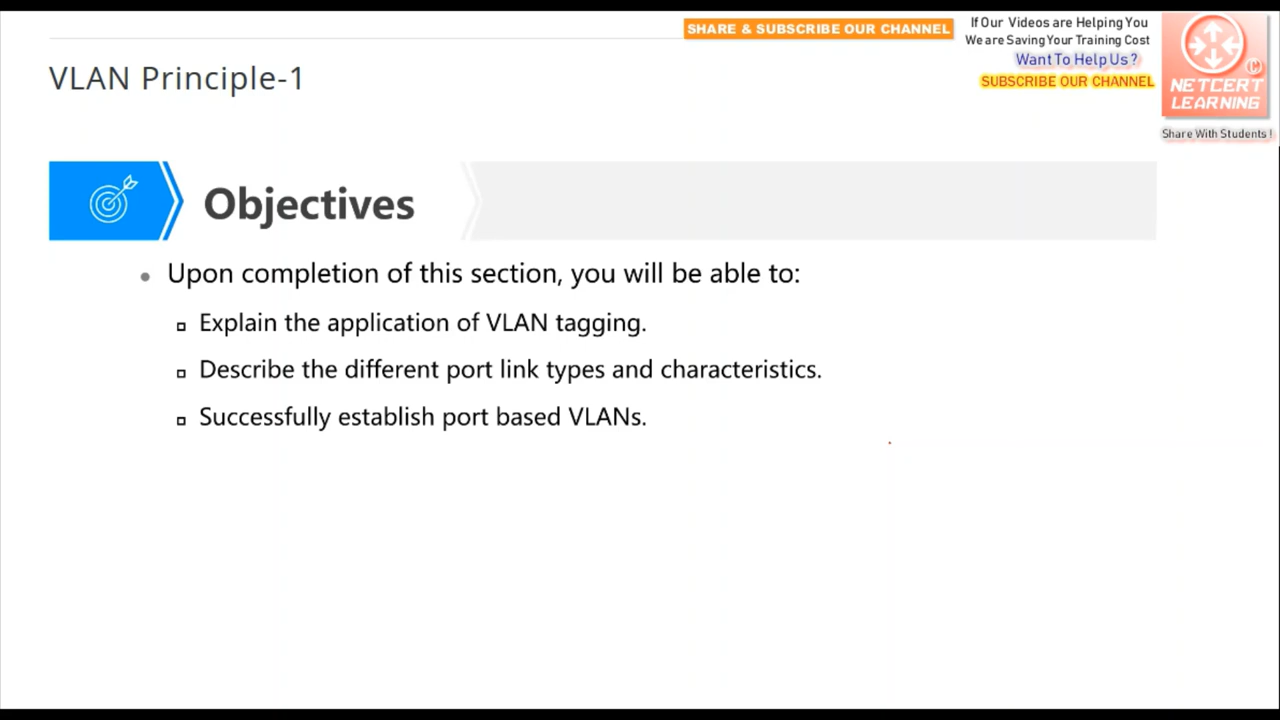 SHARE & SUBSCRIBE OUR CHANNEL
If Our Videos are Helping You
We are Saving Your Training Cost
Want To Help Us ?
SUBSCRIBE OUR CHANNEL
©
NETCERT
LEARNING
Share With Students !
VLAN Principle-1
Objectives
Upon completion of this section, you will be able to:
Explain the application of VLAN tagging.
Describe the different port link types and characteristics.
Successfully establish port based VLANs.